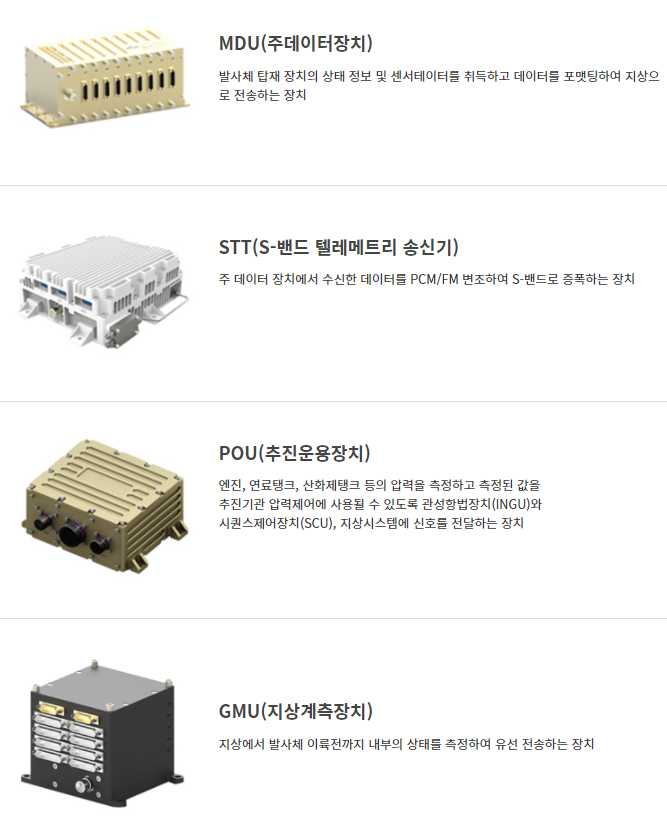 MDU(주데이터장치)
발사체 탑재 장치의 상태 정보 및 센서테이터를 취득하고 데이터를 포맷팅하여 지상으
로 전송하는 장치
STT(S-밴드 텔레메트리 송신기)
주 데이터 장치에서 수신한 데이터를 PCM/FM 변조하여 S-밴드로 증폭하는 장치
POU(추진운용장치)
엔진, 연료탱크, 산화제탱크 등의 압력을 측정하고 측정된 값을
추진기관 압력제어에 사용될 수 있도록 관성항법장치(INGU)와
시퀀스제어장치(SCU), 지상시스템에 신호를 전달하는 장치
GMU(지상계측장치)
지상에서 발사체 이륙전까지 내부의 상태를 측정하여 유선 전송하는 장치